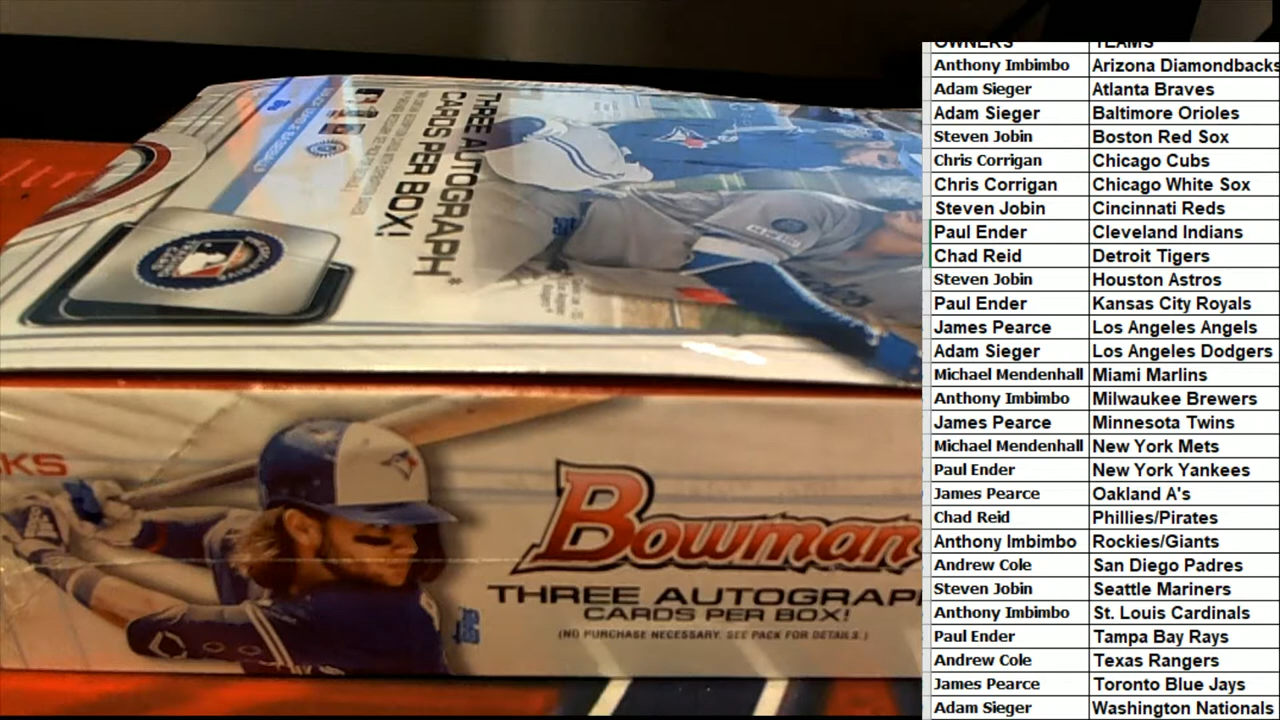 THREE AUTOGRAPH*
CARDS PER BOX!
KS
Bowman
THREE AUTOGRAP
CARDS PER BOX!
(NO PURCHASE NECESSARY. SEE PACK FOR DETAILS.)
OWNERS TEAMS
Anthony Imbimbo Arizona Diamondbacks
Adam Sieger Atlanta Braves
Adam Sieger Baltimore Orioles
Steven Jobin Boston Red Sox
Chris Corrigan Chicago Cubs
Chris Corrigan Chicago White Sox
Steven Jobin Cincinnati Reds
Paul Ender Cleveland Indians
Chad Reid Detroit Tigers
Steven Jobin Houston Astros
Paul Ender Kansas City Royals
James Pearce Los Angeles Angels
Adam Sieger Los Angeles Dodgers
Michael Mendenhall Miami Marlins
Anthony Imbimbo Milwaukee Brewers
James Pearce Minnesota Twins
Michael Mendenhall New York Mets
Paul Ender New York Yankees
James Pearce Oakland A's
Chad Reid Phillies/Pirates
Anthony Imbimbo Rockies/Giants
Andrew Cole San Diego Padres
Steven Jobin Seattle Mariners
Anthony Imbimbo St. Louis Cardinals
Paul Ender Tampa Bay Rays
Andrew Cole Texas Rangers
James Pearce Toronto Blue Jays
Adam Sieger Washington Nationals